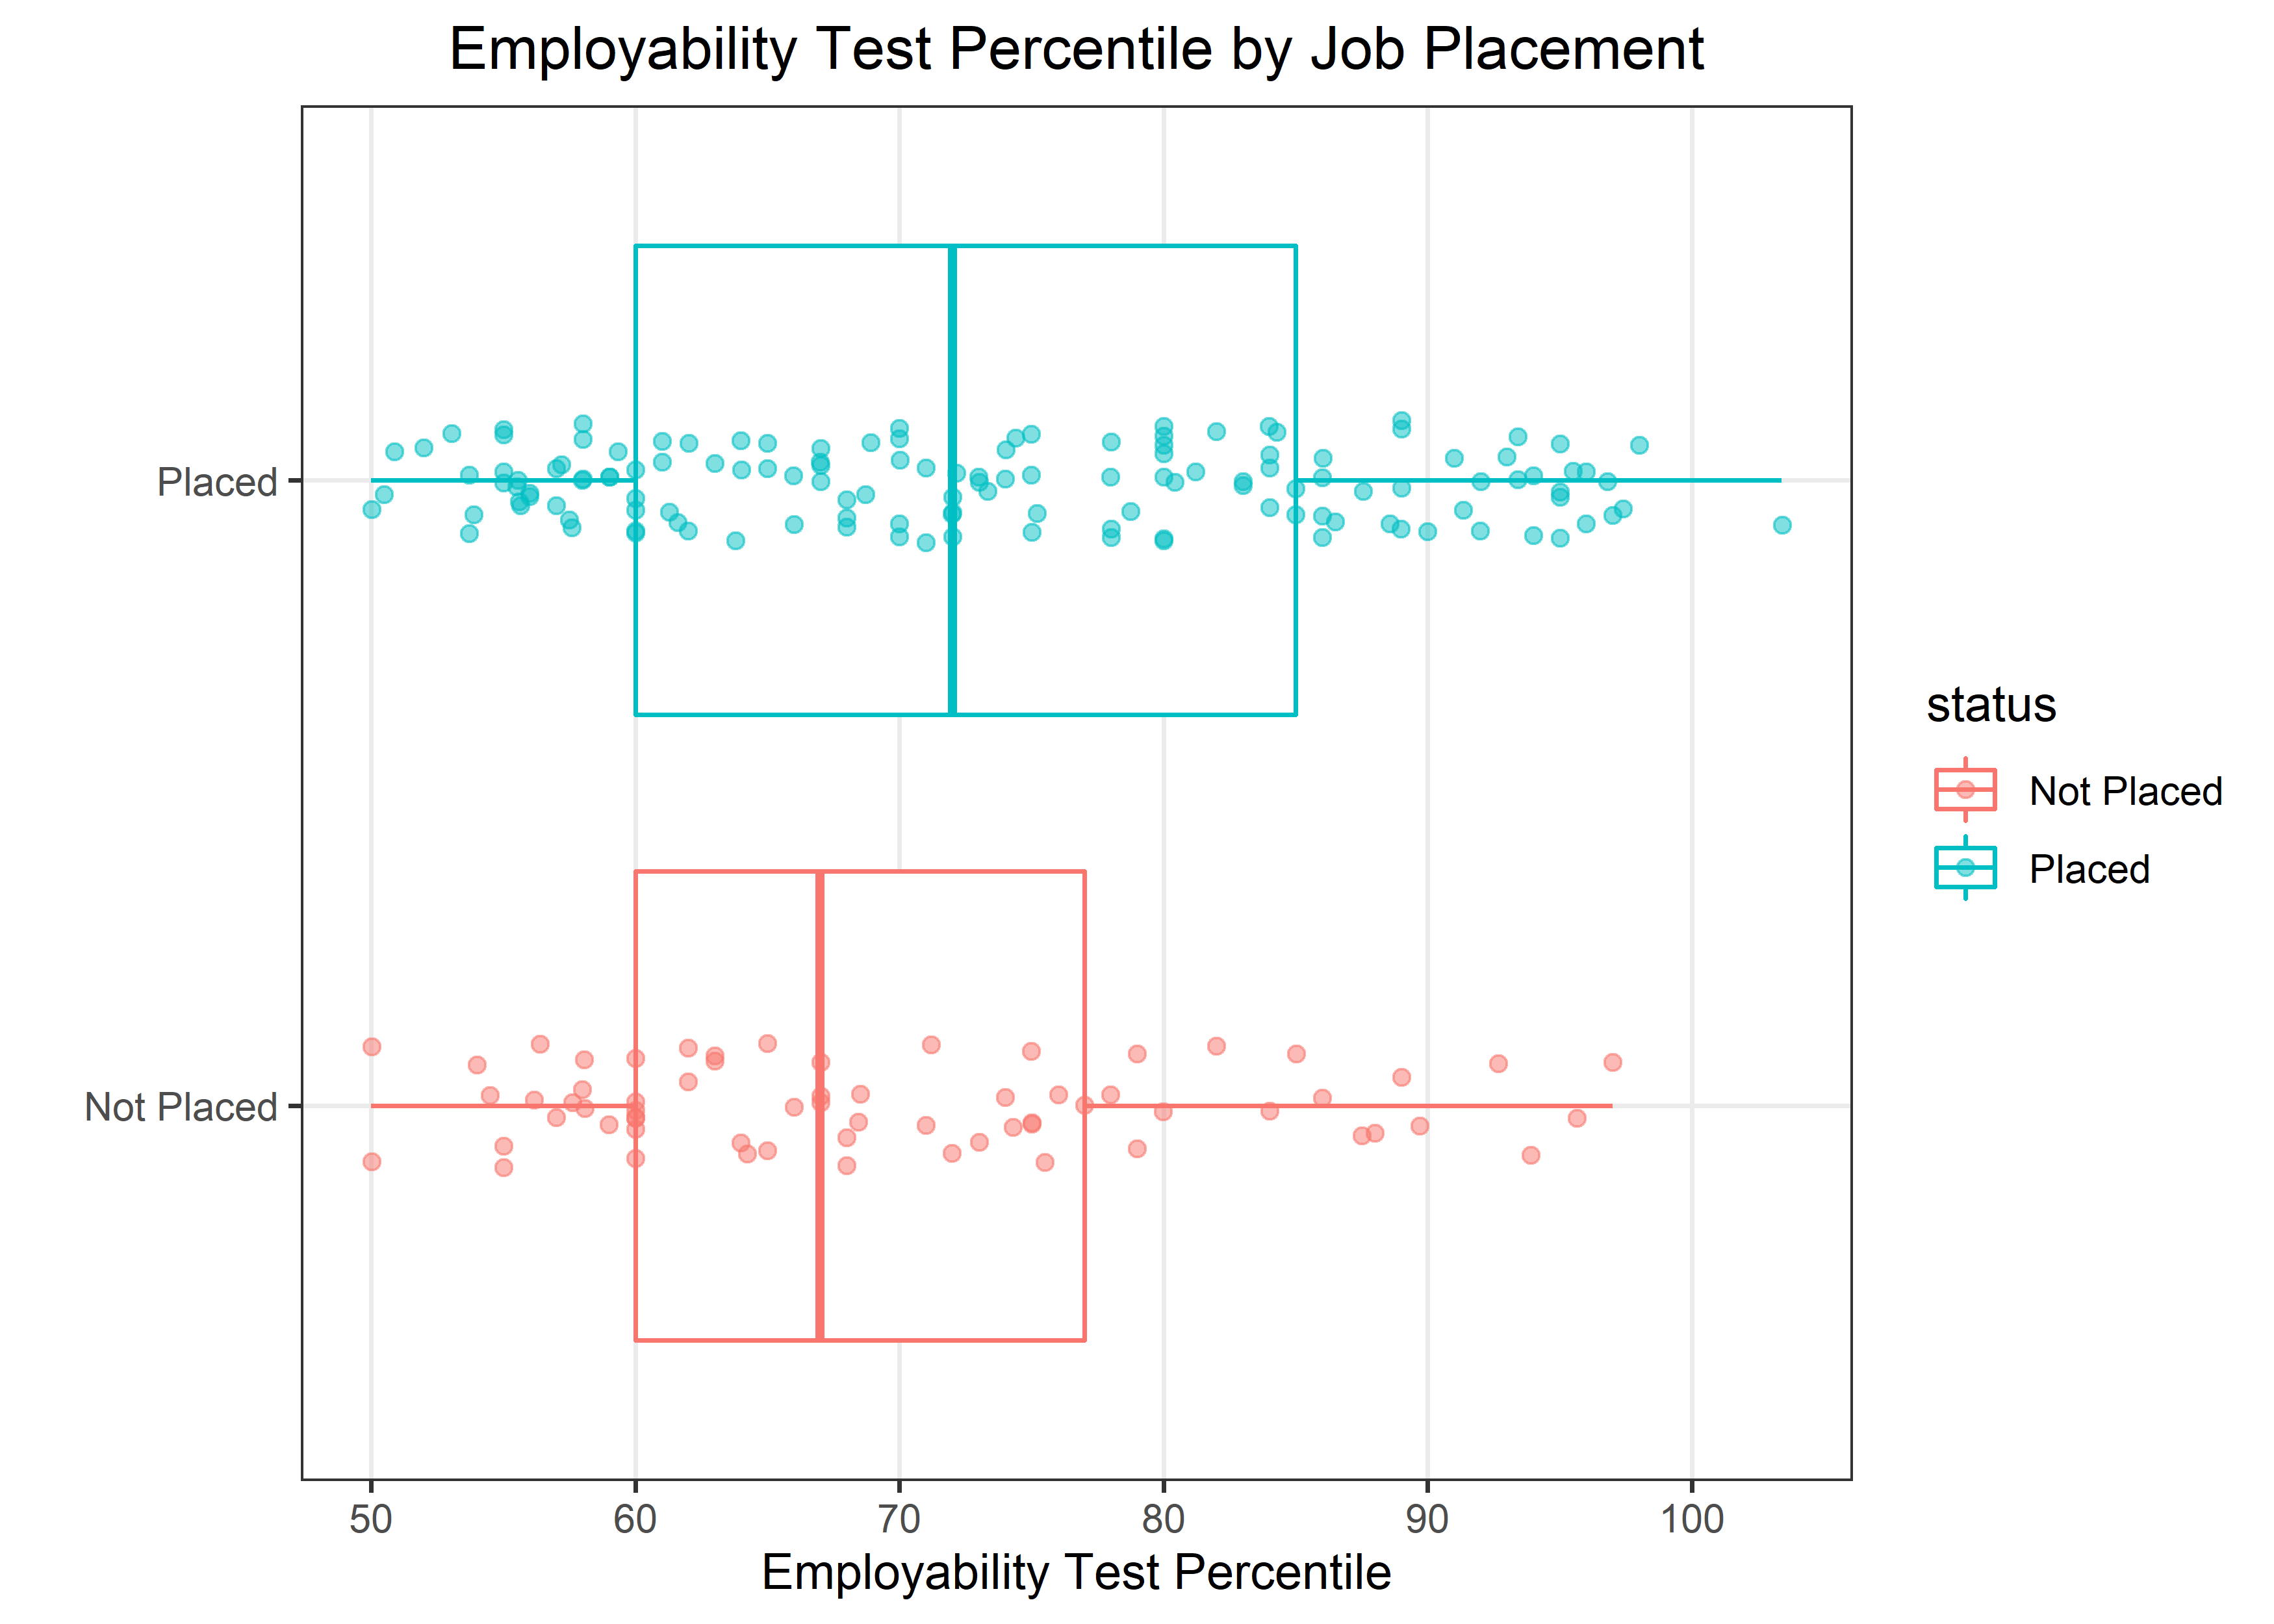 Employability Test Percentile by Job Placement
Placed
Not Placed
50 60 70 80 90 100
Employability Test Percentile
status
Not Placed
Placed